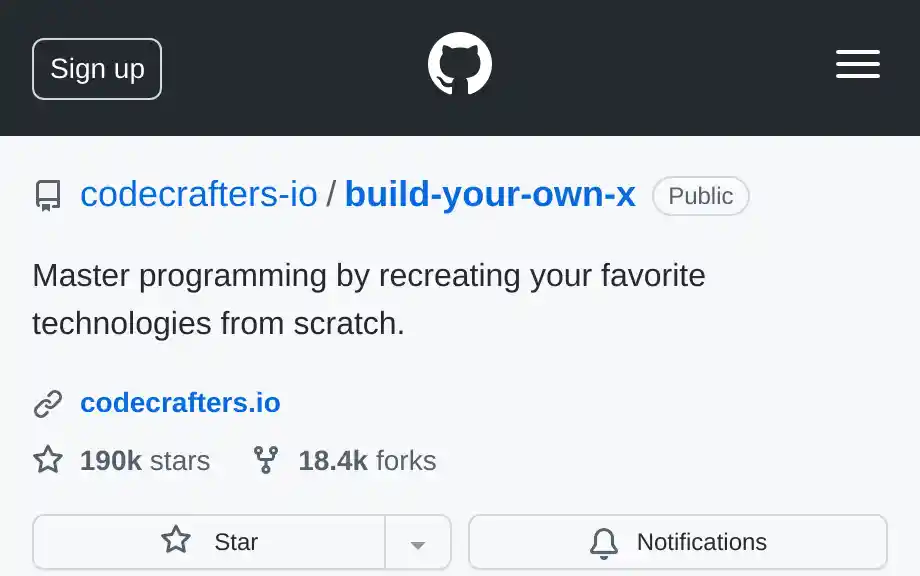 Sign up
codecrafters-io / build-your-own-x Public
Master programming by recreating your favorite
technologies from scratch.
codecrafters.io
190k stars 18.4k forks
Star Notifications